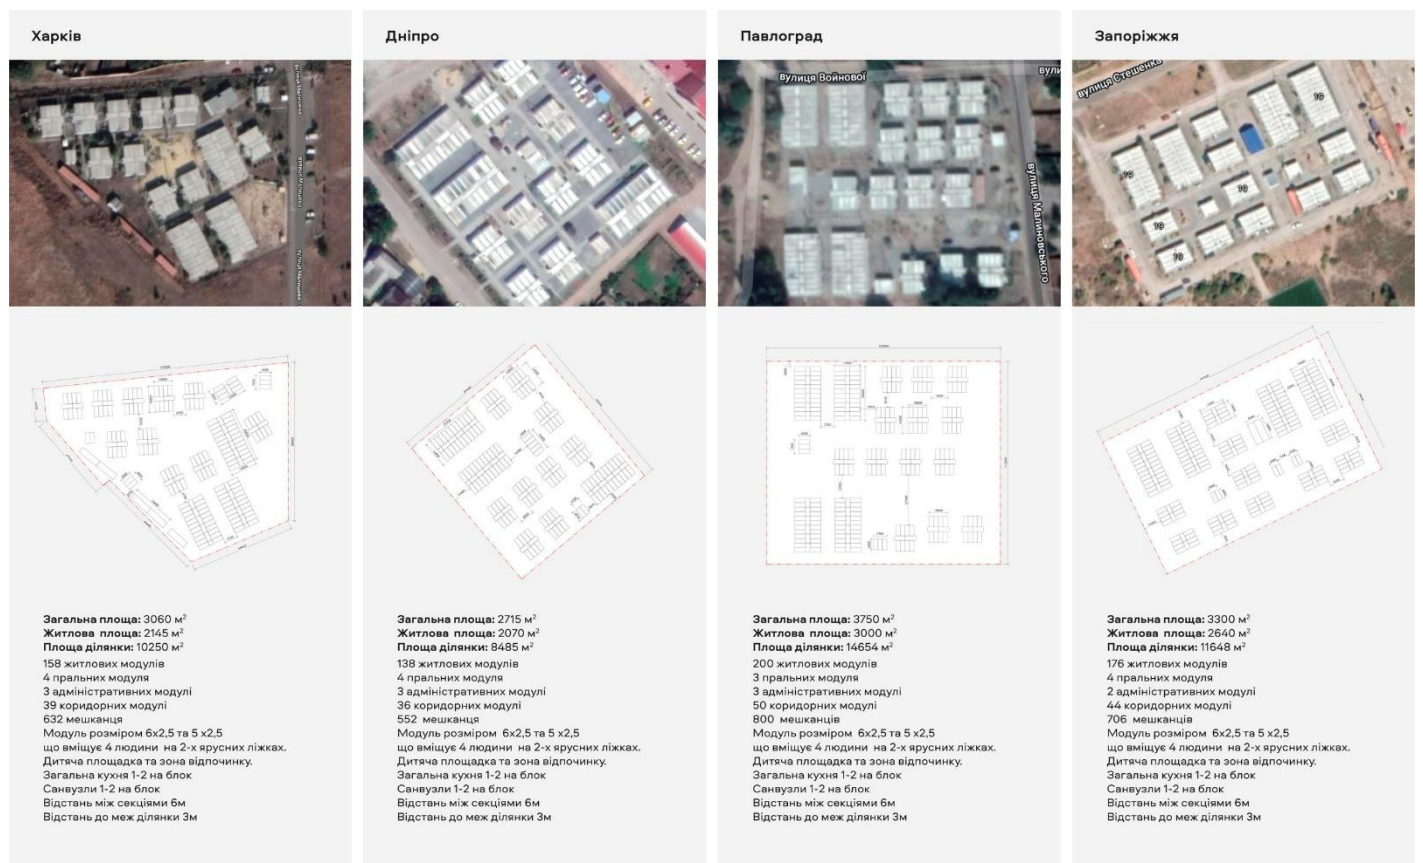 Харків
вулиця Малинівська
Загальна площа: 3060 м²
Житлова площа: 2145 м²
Площа ділянки: 10250 м²
158 житлових модулів
4 пральних модуля
3 адміністративних модулі
39 коридорних модулі
632 мешканця
Модуль розміром 6х2,5 та 5 х2,5
що вміщує 4 людини на 2-х ярусних ліжках.
Дитяча площадка та зона відпочинку.
Загальна кухня 1-2 на блок
Санвузли 1-2 на блок
Відстань між секціями 6м
Відстань до меж ділянки 3м
Дніпро
Загальна площа: 2715 м²
Житлова площа: 2070 м²
Площа ділянки: 8485 м²
138 житлових модулів
4 пральних модуля
3 адміністративних модулі
36 коридорних модулі
552 мешканця
Модуль розміром 6х2,5 та 5 х2,5
що вміщує 4 людини на 2-х ярусних ліжках.
Дитяча площадка та зона відпочинку.
Загальна кухня 1-2 на блок
Санвузли 1-2 на блок
Відстань між секціями 6м
Відстань до меж ділянки 3м
Павлоград
вулиця Войнової
вули
вулиця Малиновського
Загальна площа: 3750 м²
Житлова площа: 3000 м²
Площа ділянки: 14654 м²
200 житлових модулів
3 пральних модуля
3 адміністративних модулі
50 коридорних модулі
800 мешканців
Модуль розміром 6х2,5 та 5 х2,5
що вміщує 4 людини на 2-х ярусних ліжках.
Дитяча площадка та зона відпочинку.
Загальна кухня 1-2 на блок
Санвузли 1-2 на блок
Відстань між секціями 6м
Відстань до меж ділянки 3м
Запоріжжя
вулиця Стешенка
19
19
19
19
19
Загальна площа: 3300 м²
Житлова площа: 2640 м²
Площа ділянки: 11648 м²
176 житлових модулів
4 пральних модуля
2 адміністративних модулі
44 коридорних модулі
706 мешканців
Модуль розміром 6х2,5 та 5 х2,5
що вміщує 4 людини на 2-х ярусних ліжках.
Дитяча площадка та зона відпочинку.
Загальна кухня 1-2 на блок
Санвузли 1-2 на блок
Відстань між секціями 6м
Відстань до меж ділянки 3м